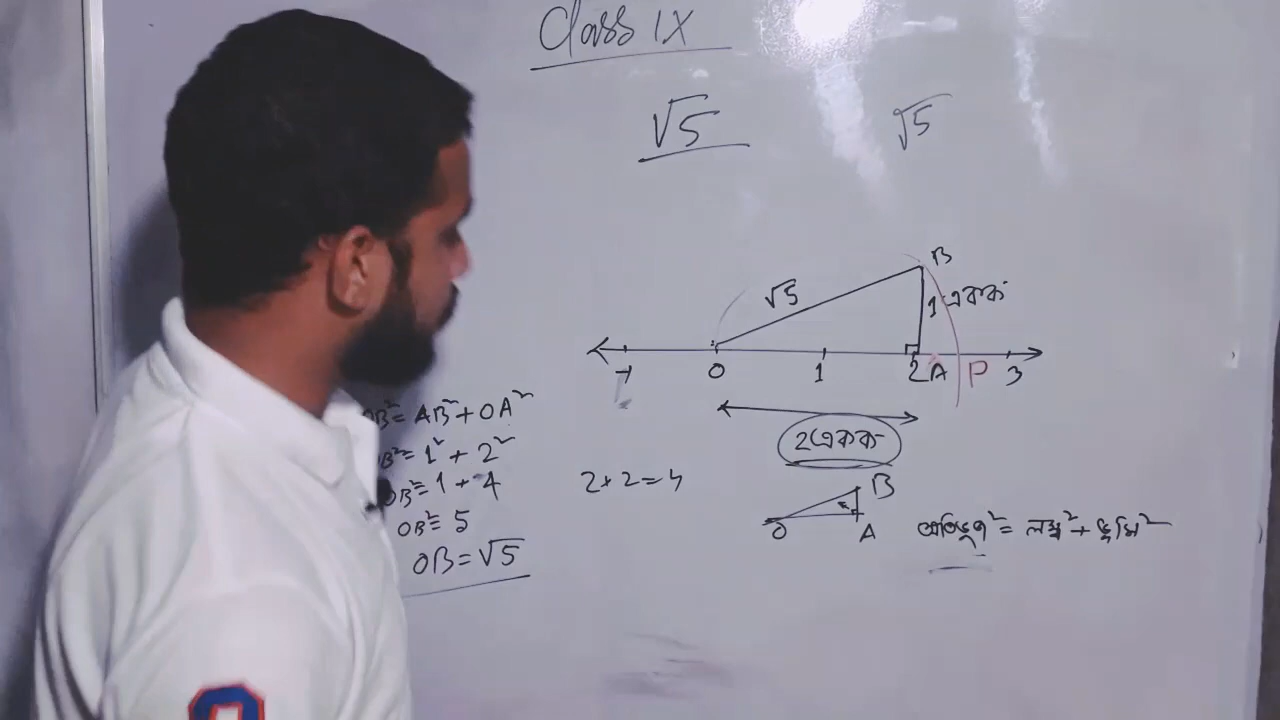 Class IX
√5 √5
B
√5 1 একক
-1 0 1 2 A P 3
2 একক
OB² = AB² + OA²
OB² = 1² + 2²
OB² = 1 + 4
OB² = 5
OB = √5
2 × 2 = 4
B
O A
অতিভূজ² = লম্ব² + ভূমি²